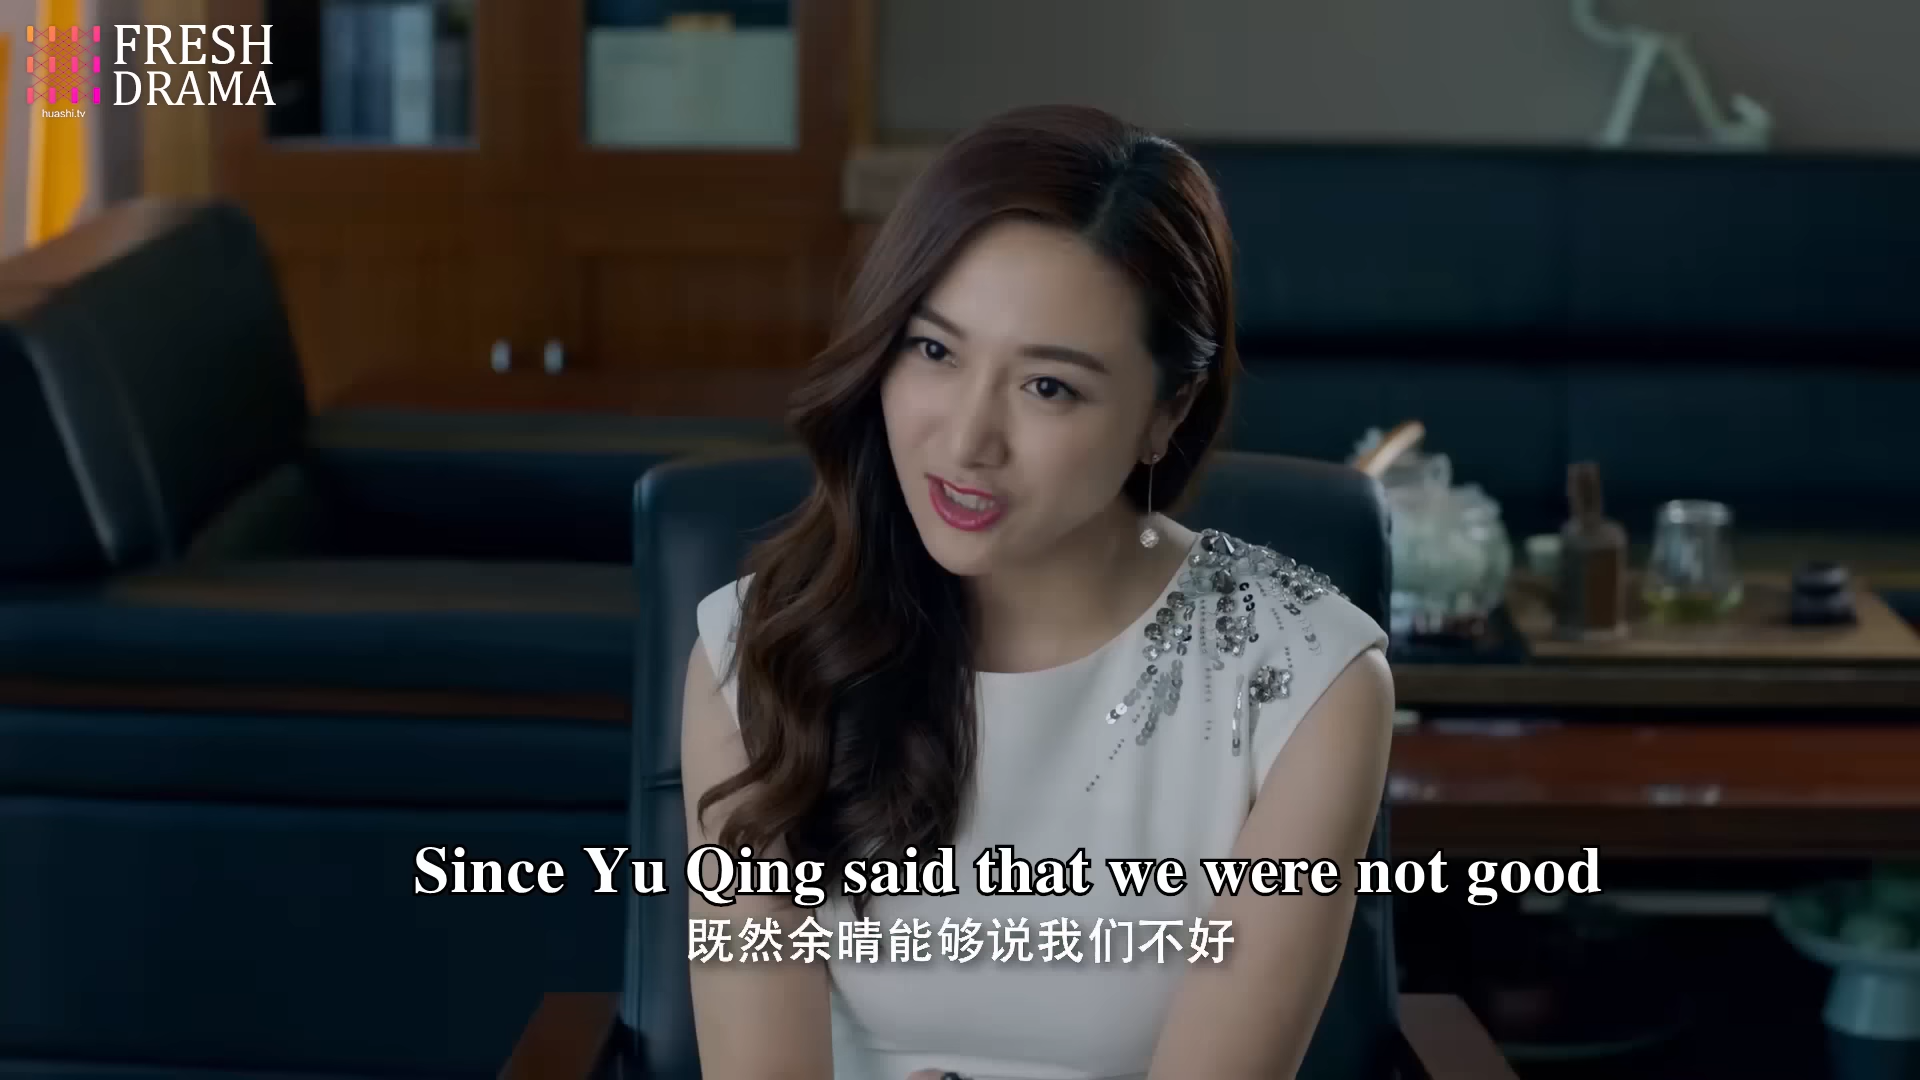 FRESH
DRAMA
huashi.tv
Since Yu Qing said that we were not good
既然余晴能够说我们不好